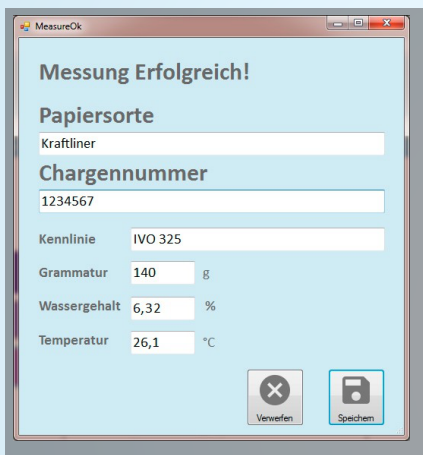 MeasureOk
Messung Erfolgreich!
Papiersorte
Kraftliner
Chargennummer
1234567
Kennlinie IVO 325
Grammatur 140 g
Wassergehalt 6,32 %
Temperatur 26,1 °C
Verwerfen Speichern